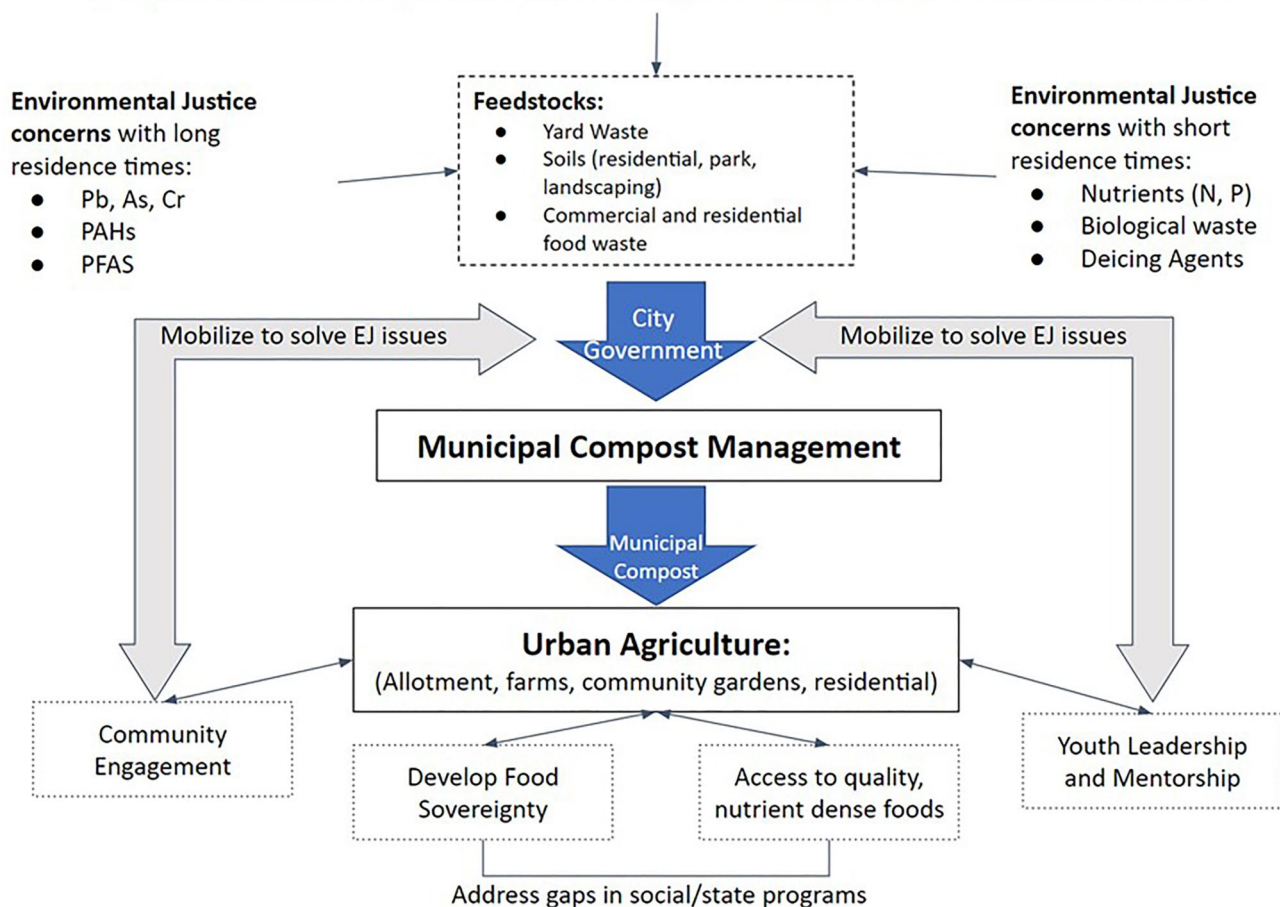 Environmental Justice
concerns with long
residence times:
● Pb, As, Cr
● PAHs
● PFAS
Feedstocks:
● Yard Waste
● Soils (residential, park,
landscaping)
● Commercial and residential
food waste
Environmental Justice
concerns with short
residence times:
● Nutrients (N, P)
● Biological waste
● Deicing Agents
City
Government
Mobilize to solve EJ issues
Mobilize to solve EJ issues
Municipal Compost Management
Municipal
Compost
Urban Agriculture:
(Allotment, farms, community gardens, residential)
Community
Engagement
Develop Food
Sovereignty
Access to quality,
nutrient dense foods
Youth Leadership
and Mentorship
Address gaps in social/state programs